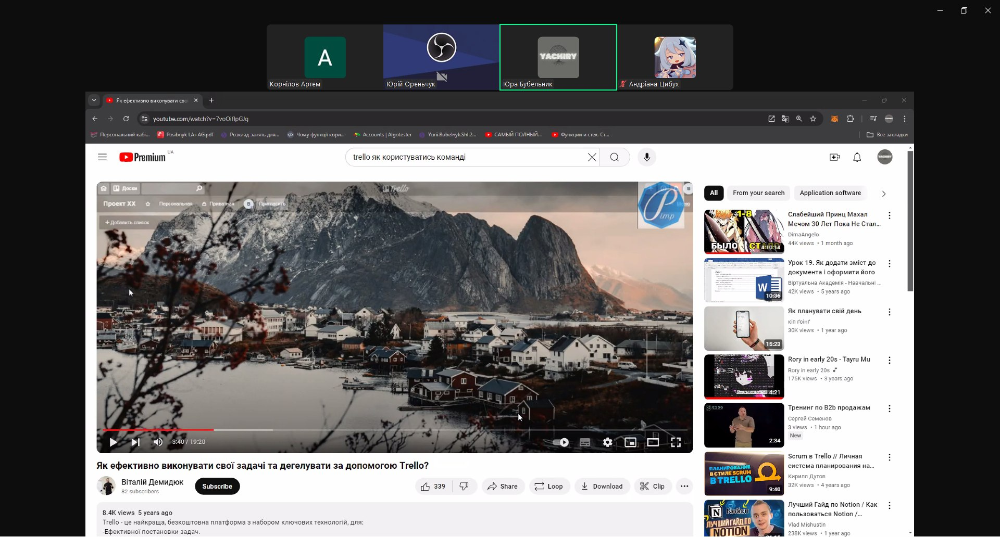 A
Корнілов Артем
Юрій Ореньчук
YACHIRY
Юра Бубельник
Андріана Цибух
Як ефективно виконувати сво
youtube.com/watch?v=7voOifIpGJg
Персональний кабі...
Posibnyk LA+AG.pdf
Розклад занять для...
Чому функції кори...
Accounts | Algotester
Yurii.Bubelnyk.ShI.2...
САМЫЙ ПОЛНЫЙ...
Функции и стек. Ст...
Все закладки
Premium UA
trello як користуватись команді
Доски
Trello
Проект XX
Персональная
Приватная
B
Пригласить
Меню
B
Pimp
+ Добавить список
3:40 / 19:20
Як ефективно виконувати свої задачі та дегелувати за допомогою Trello?
Віталій Демидюк
82 subscribers
Subscribe
339
Share
Loop
Download
Clip
8.4K views 5 years ago
Trello - це найкраща, безкоштовна платформа з набором ключових технологій, для:
-Ефективної постановки задач.
All
From your search
Application software
1-8
БЫЛО
СТАЛО
4:10:14
Слабейший Принц Махал
Мечом 30 Лет Пока Не Стал...
DimaAngelo
44K views • 1 month ago
W
10:36
Урок 19. Як додати зміст до
документа і оформити його
Віртуальна Академія - Навчальні ...
42K views • 5 years ago
15:23
Як планувати свій день
кіп ґоінґ
30K views • 1 year ago
4:21
Rory in early 20s - Tayru Mu
Rory in early 20s
175K views • 3 years ago
ESSG
2:34
Тренинг по B2b продажам
Сергей Семенов
3 views • 1 hour ago
New
ПЛАНИРОВАНИЕ
В СТИЛЕ SCRUM
В TRELLO
9:40
Scrum в Trello // Личная
система планирования на...
Кирилл Дутов
32K views • 4 years ago
N
Notion
ЛУЧШИЙ ГАЙД ПО
NOTION
Лучший Гайд по Notion / Как
пользоваться Notion /...
Vlad Mishustin
238K views • 1 year ago